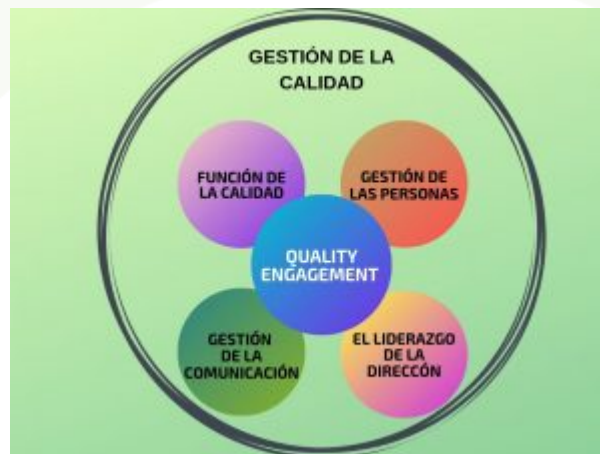 GESTIÓN DE LA
CALIDAD
FUNCIÓN DE
LA CALIDAD
GESTIÓN DE
LAS PERSONAS
QUALITY
ENGAGEMENT
GESTIÓN
DE LA
COMUNICACIÓN
EL LIDERAZGO
DE LA
DIRECCÓN